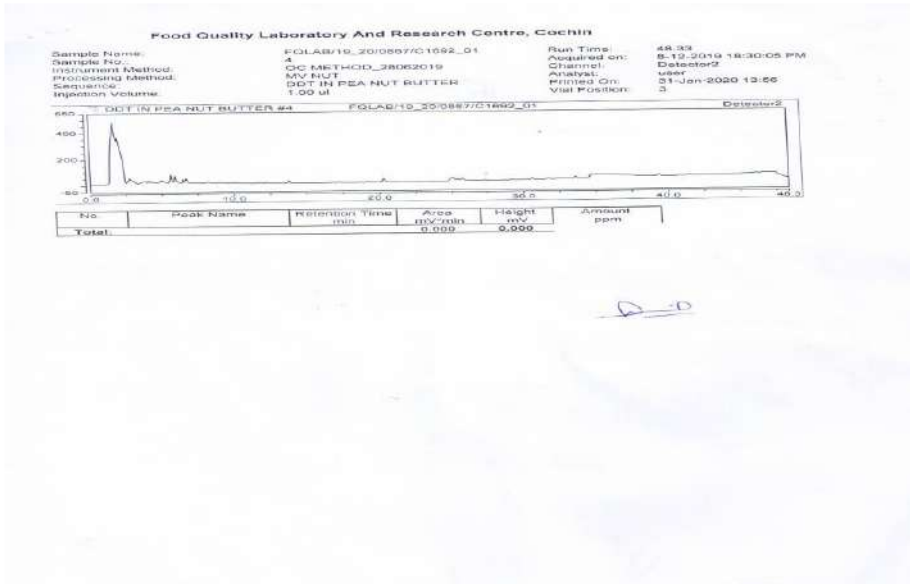 Food Quality Laboratory And Research Centre, Cochin
Sample Name: FQLAB/19_20/0887/C1692_01 Run Time: 48.33
Sample No.: 4 Acquired on: 8-12-2019 18:30:05 PM
Instrument Method: OC METHOD_28062019 Channel: Detector2
Processing Method: MV NUT Analyst: user
Sequence: DDT IN PEA NUT BUTTER Printed On: 31-Jan-2020 13:56
Injection Volume: 1.00 ul Vial Position: 3
DDT IN PEA NUT BUTTER #4 FQLAB/19_20/0887/C1692_01 Detector2
400
200
0.0 10.0 20.0 30.0 40.0
No. Peak Name Retention Time Area Height Amount
min mV*min mV ppm
Total: 0.000 0.000